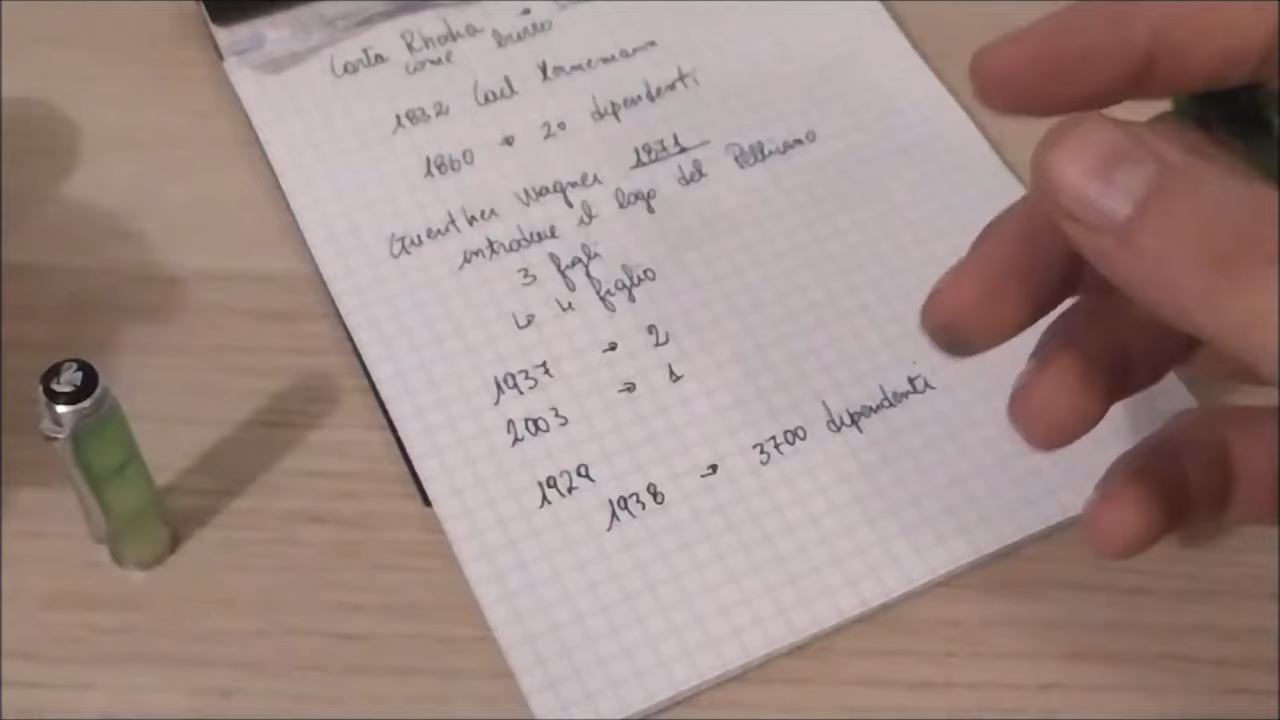 Carta Rhodia →
come burro
1832 Carl Hornemann
1860 → 20 dipendenti
Guenther Wagner 1871
introduce il logo del Pellicano
3 figli
↳ 4 figlio
1937 → 2
2003 → 1
1929
1938 → 3700 dipendenti